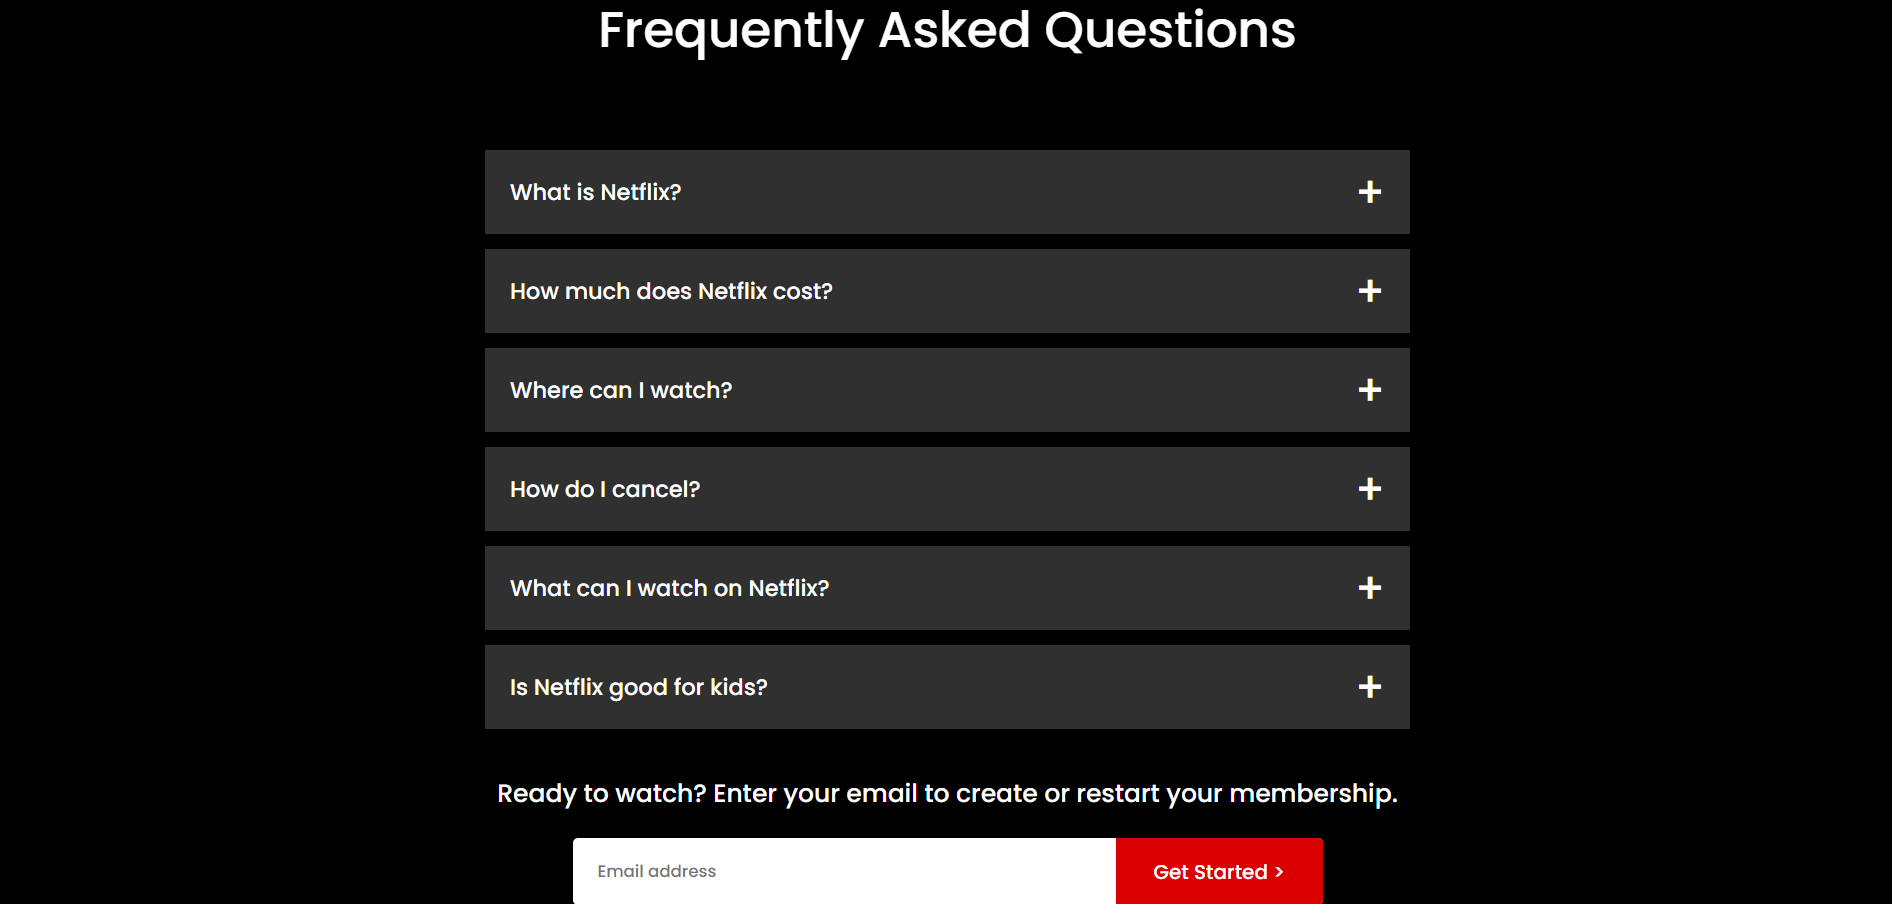 Frequently Asked Questions
What is Netflix?
How much does Netflix cost?
Where can I watch?
How do I cancel?
What can I watch on Netflix?
Is Netflix good for kids?
Ready to watch? Enter your email to create or restart your membership.
Email address
Get Started >